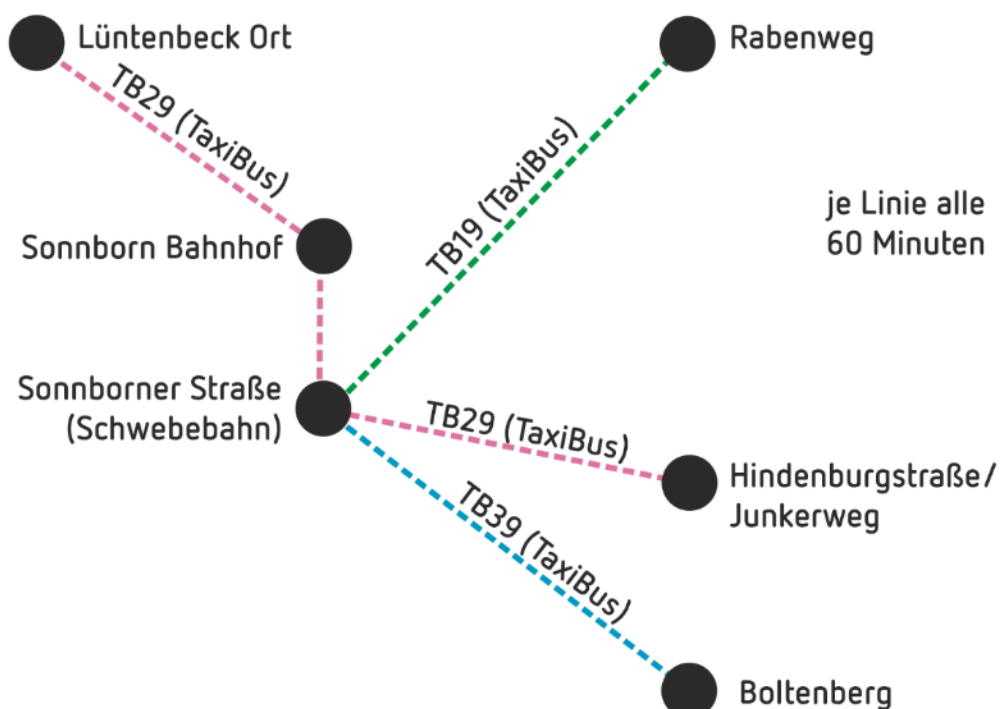 Lüntenbeck Ort
Rabenweg
TB29 (TaxiBus)
TB19 (TaxiBus)
je Linie alle
60 Minuten
Sonnborn Bahnhof
Sonnborner Straße
(Schwebebahn)
TB29 (TaxiBus)
Hindenburgstraße/
Junkerweg
TB39 (TaxiBus)
Boltenberg